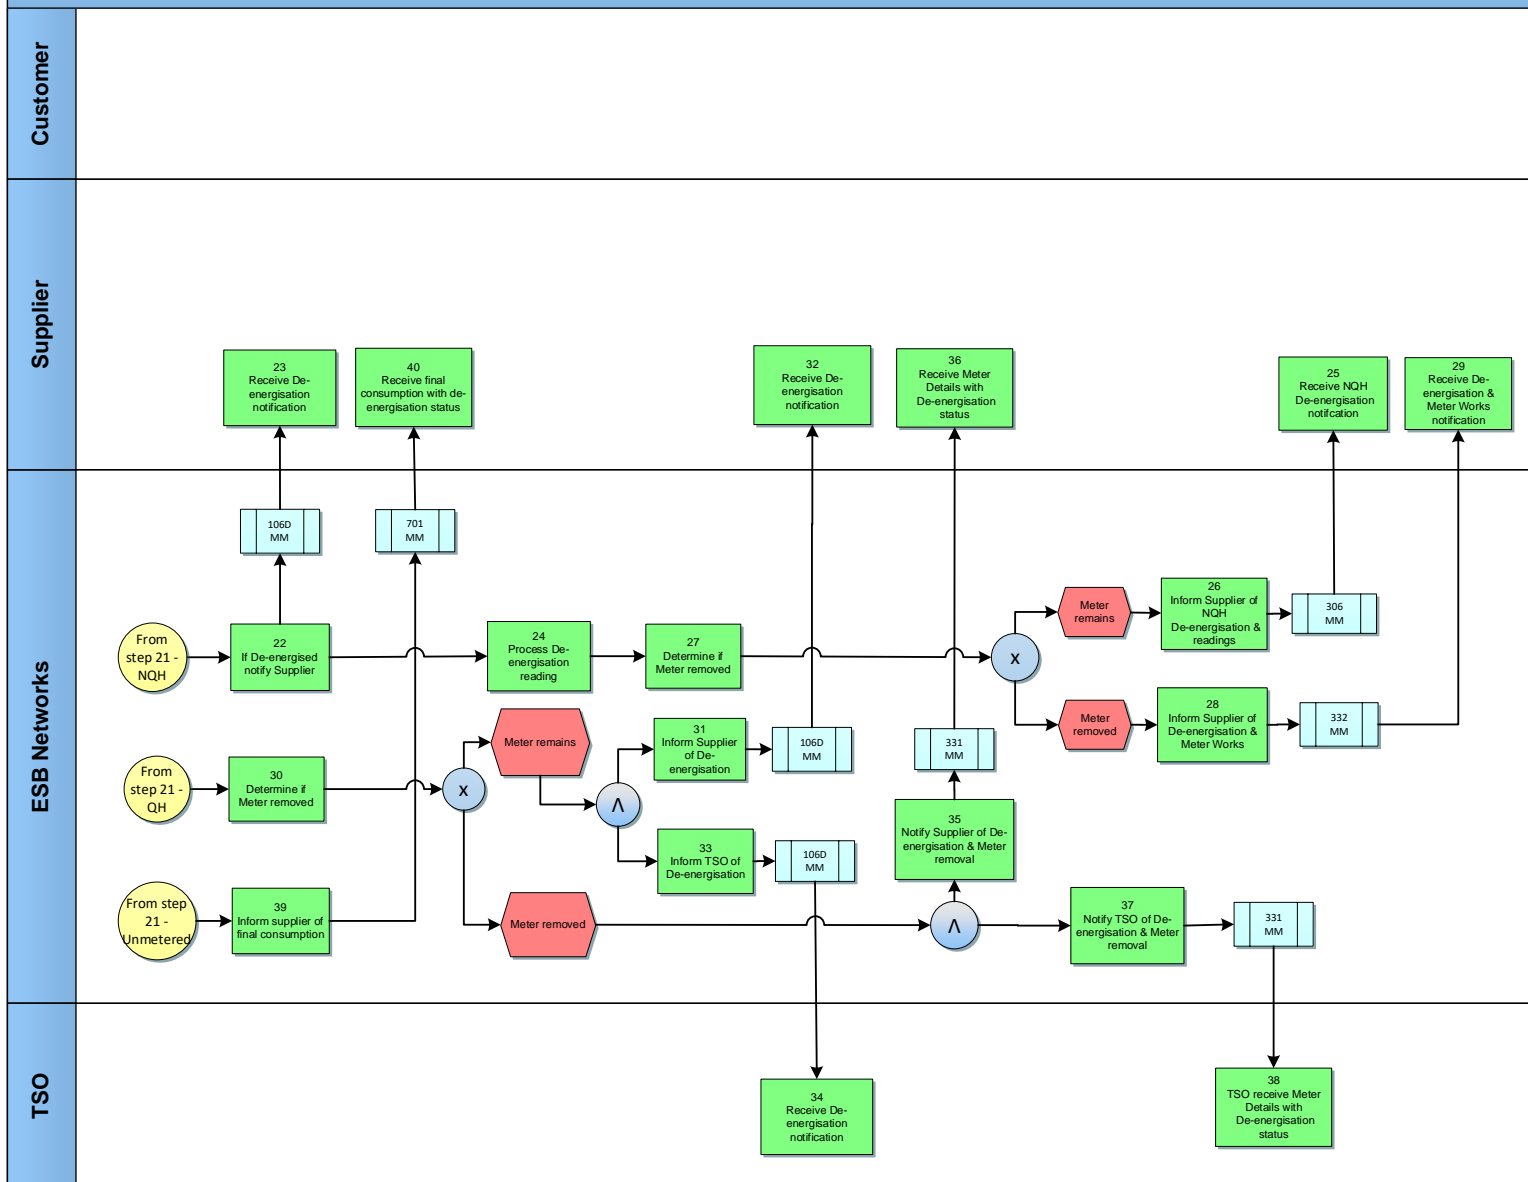 Customer
Supplier
23
Receive De-
energisation
notification
40
Receive final
consumption with de-
energisation status
32
Receive De-
energisation
notification
36
Receive Meter
Details with
De-energisation
status
25
Receive NQH
De-energisation
notifcation
29
Receive De-
energisation &
Meter Works
notification
ESB Networks
106D
MM
701
MM
From
step 21 -
NQH
22
If De-energised
notify Supplier
24
Process De-
energisation
reading
27
Determine if
Meter removed
X
Meter
remains
26
Inform Supplier of
NQH
De-energisation &
readings
306
MM
Meter
removed
28
Inform Supplier of
De-energisation &
Meter Works
332
MM
From
step 21 -
QH
30
Determine if
Meter removed
X
Meter remains
Λ
31
Inform Supplier
of De-
energisation
106D
MM
33
Inform TSO of
De-energisation
106D
MM
331
MM
35
Notify Supplier of De-
energisation & Meter
removal
From step
21 -
Unmetered
39
Inform supplier of
final consumption
Meter removed
Λ
37
Notify TSO of De-
energisation & Meter
removal
331
MM
TSO
34
Receive De-
energisation
notification
38
TSO receive Meter
Details with
De-energisation
status